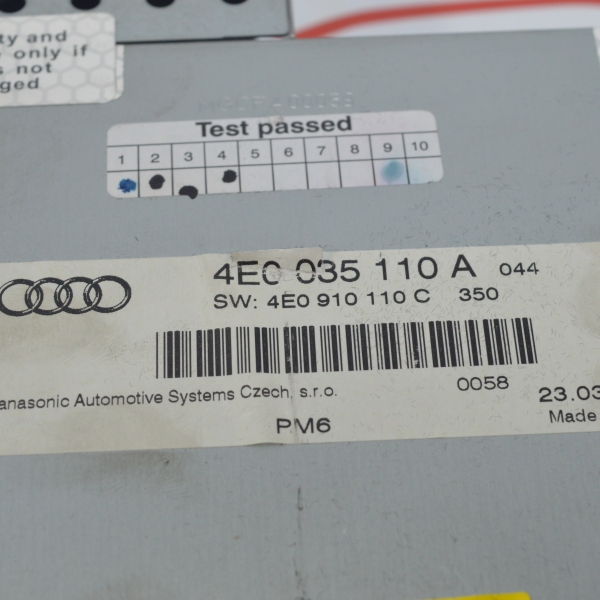 ty and
only if
not
ged
Test passed
1 2 3 4 5 6 7 8 9 10
4E0 035 110 A 044
SW: 4E0 910 110 C 350
anasonic Automotive Systems Czech, s.r.o.
0058
23.03
PM6
Made